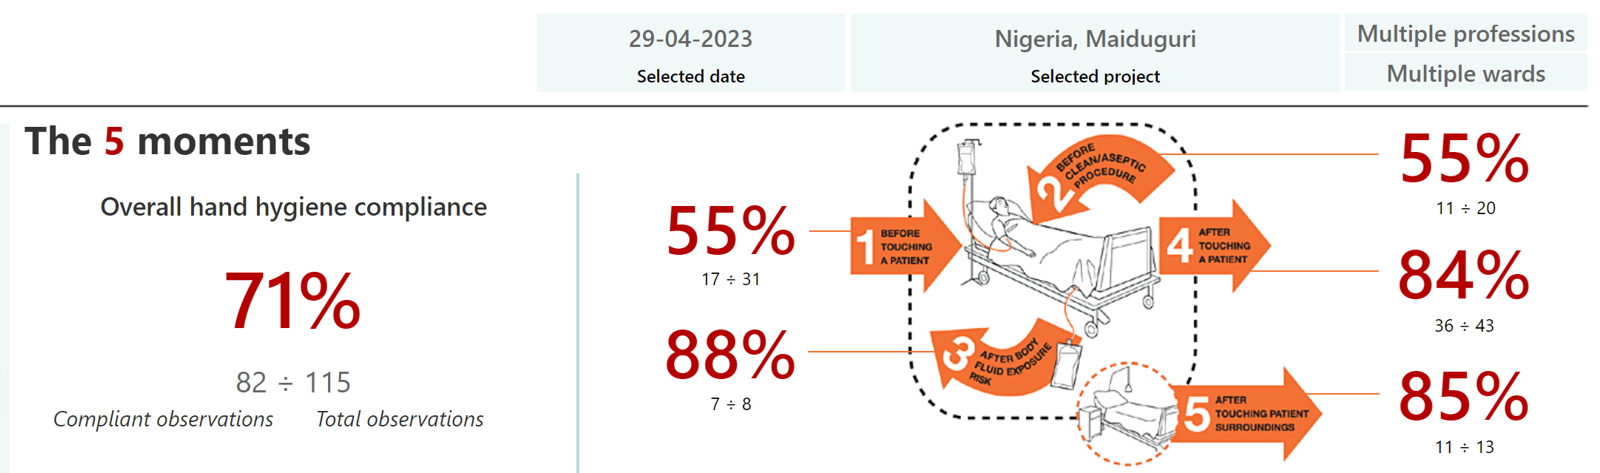 29-04-2023
Selected date
Nigeria, Maiduguri
Selected project
Multiple professions
Multiple wards
The 5 moments
Overall hand hygiene compliance
71%
82 ÷ 115
Compliant observations Total observations
55%
17 ÷ 31
88%
7 ÷ 8
1 BEFORE
TOUCHING
A PATIENT
2 BEFORE
CLEAN/ASEPTIC
PROCEDURE
3 AFTER BODY
FLUID EXPOSURE
RISK
4 AFTER
TOUCHING
A PATIENT
5 AFTER
TOUCHING PATIENT
SURROUNDINGS
55%
11 ÷ 20
84%
36 ÷ 43
85%
11 ÷ 13